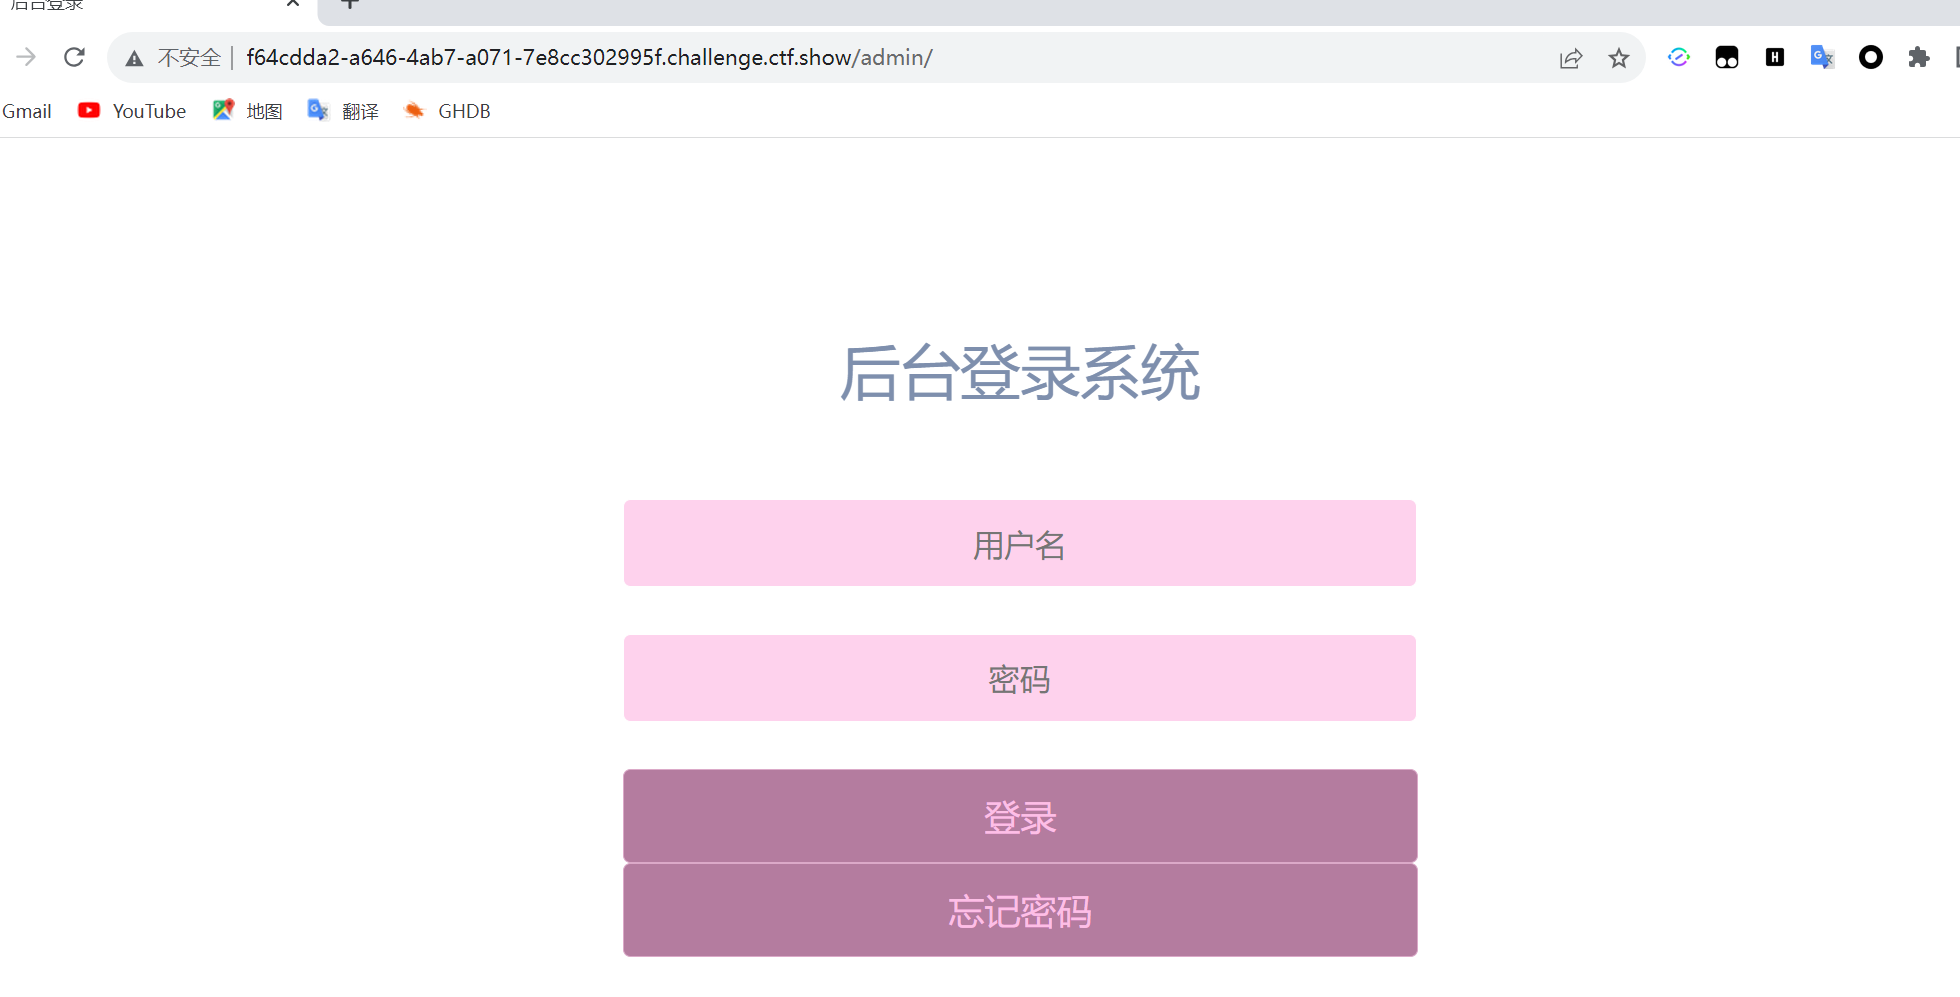 后台登录
不安全 f64cdda2-a646-4ab7-a071-7e8cc302995f.challenge.ctf.show/admin/
Gmail YouTube 地图 翻译 GHDB
后台登录系统
用户名
密码
登录
忘记密码